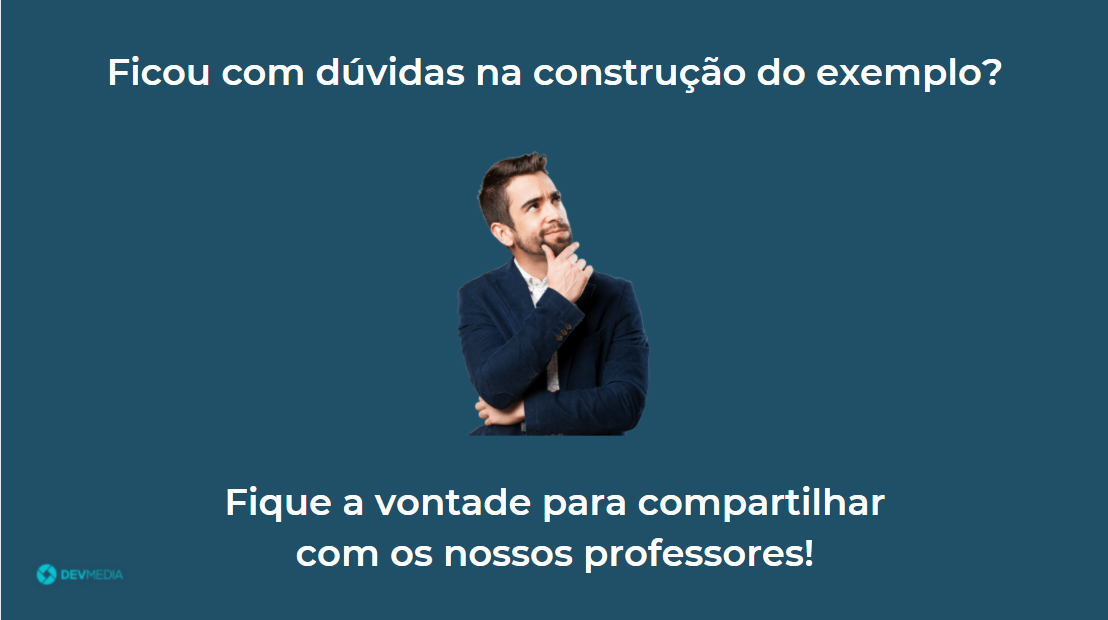 Ficou com dúvidas na construção do exemplo?
Fique a vontade para compartilhar
com os nossos professores!
DEVMEDIA